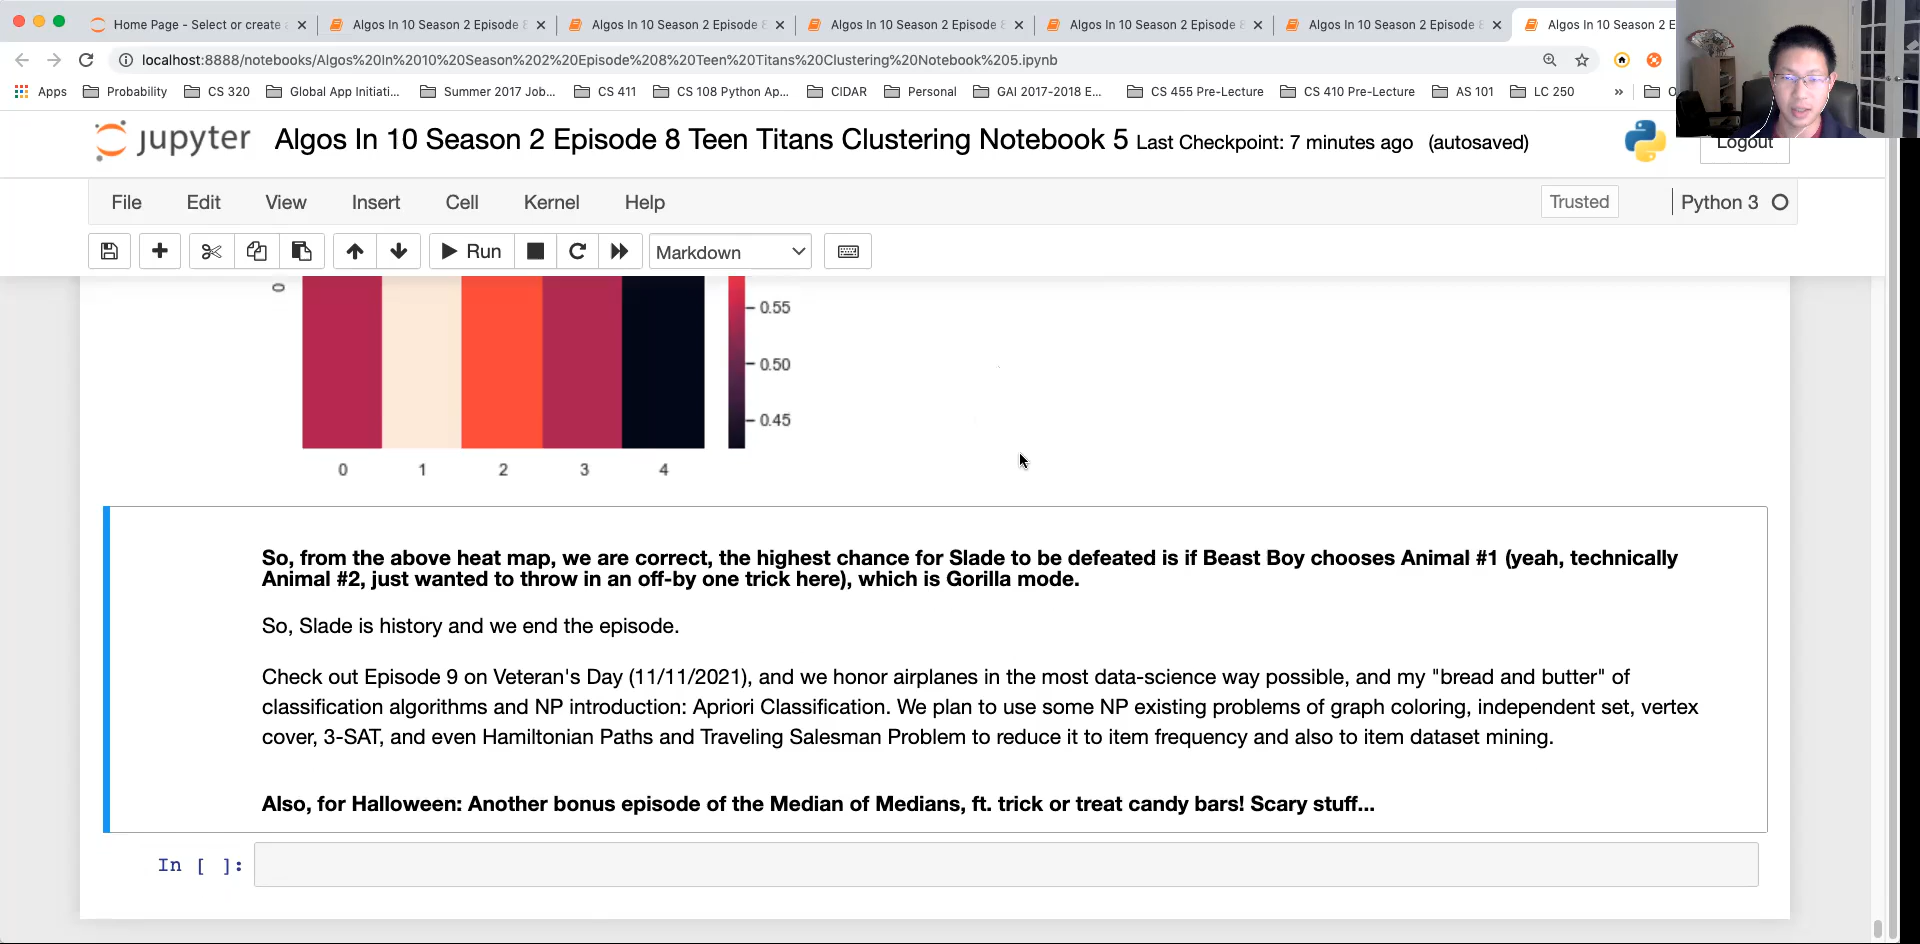 Home Page - Select or create a
Algos In 10 Season 2 Episode 8
Algos In 10 Season 2 Episode 8
Algos In 10 Season 2 Episode 8
Algos In 10 Season 2 Episode 8
Algos In 10 Season 2 Episode 8
Algos In 10 Season 2 E
localhost:8888/notebooks/Algos%20In%2010%20Season%202%20Episode%208%20Teen%20Titans%20Clustering%20Notebook%205.ipynb
Apps Probability CS 320 Global App Initiati... Summer 2017 Job... CS 411 CS 108 Python Ap... CIDAR Personal GAI 2017-2018 E... CS 455 Pre-Lecture CS 410 Pre-Lecture AS 101 LC 250 »
jupyter Algos In 10 Season 2 Episode 8 Teen Titans Clustering Notebook 5 Last Checkpoint: 7 minutes ago (autosaved)
Logout
File Edit View Insert Cell Kernel Help Trusted Python 3
Run Markdown
0
0.55
0.50
0.45
0 1 2 3 4
So, from the above heat map, we are correct, the highest chance for Slade to be defeated is if Beast Boy chooses Animal #1 (yeah, technically
Animal #2, just wanted to throw in an off-by one trick here), which is Gorilla mode.
So, Slade is history and we end the episode.
Check out Episode 9 on Veteran's Day (11/11/2021), and we honor airplanes in the most data-science way possible, and my "bread and butter" of
classification algorithms and NP introduction: Apriori Classification. We plan to use some NP existing problems of graph coloring, independent set, vertex
cover, 3-SAT, and even Hamiltonian Paths and Traveling Salesman Problem to reduce it to item frequency and also to item dataset mining.
Also, for Halloween: Another bonus episode of the Median of Medians, ft. trick or treat candy bars! Scary stuff...
In [ ]: